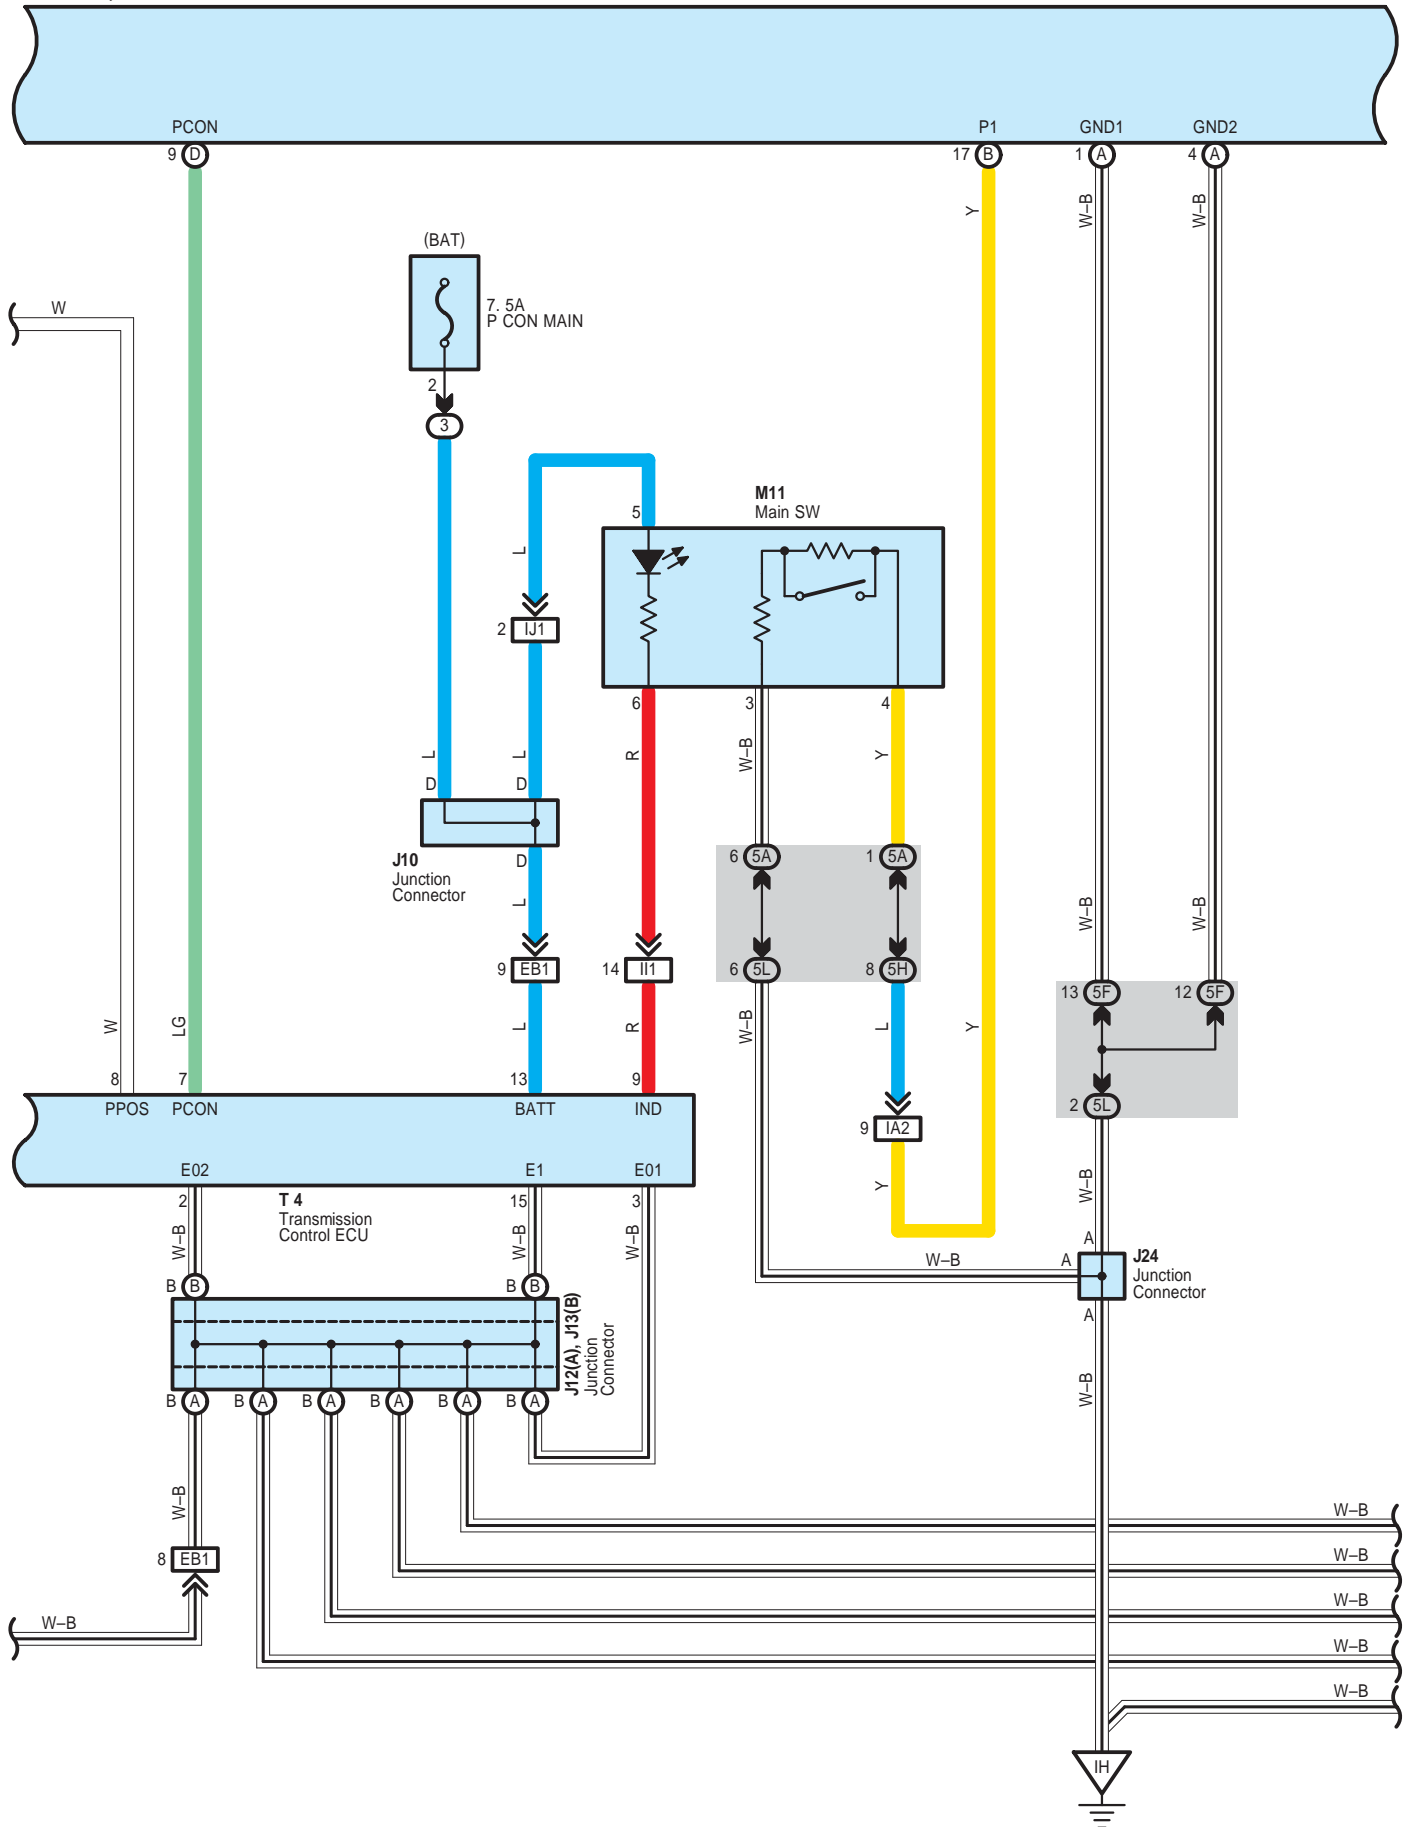 PCON
P1
GND1
GND2
9 D
17 B
1 A
4 A
Y
W–B
W–B
(BAT)
7. 5A
P CON MAIN
W
2
3
M11
Main SW
5
L
2 IJ1
6
3
4
L
L
R
W–B
Y
D
D
J10
Junction
Connector
D
L
6 5A
1 5A
W–B
W–B
9 EB1
14 II1
6 5L
8 5H
13 5F
12 5F
W
LG
L
R
W–B
L
Y
8
7
13
9
PPOS
PCON
BATT
IND
2 5L
9 IA2
E02
E1
E01
2
T 4
Transmission
Control ECU
15
3
W–B
W–B
W–B
Y
W–B
A
W–B
A
J24
Junction
Connector
A
B B
B B
J12(A), J13(B)
Junction
Connector
B A
B A
B A
B A
B A
B A
W–B
W–B
W–B
8 EB1
W–B
W–B
W–B
W–B
W–B
IH